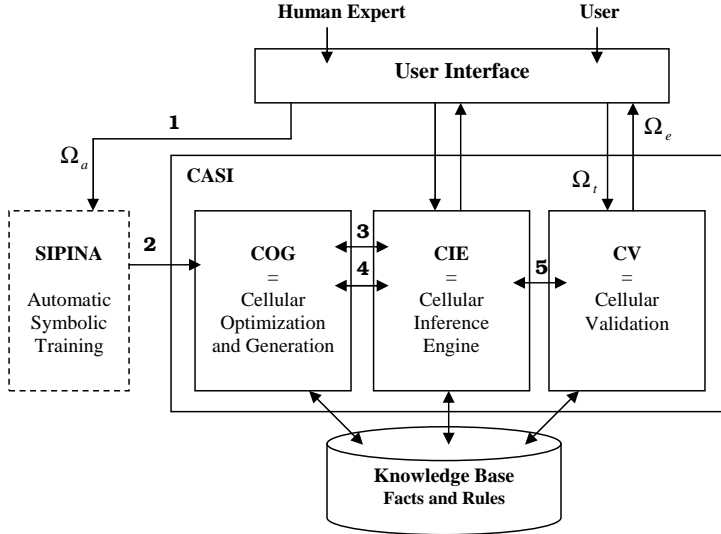 Human Expert
User
User Interface
1
Ωa
Ωe
CASI
Ωt
SIPINA
Automatic
Symbolic
Training
2
COG
=
Cellular
Optimization
and Generation
3
4
CIE
=
Cellular
Inference
Engine
5
CV
=
Cellular
Validation
Knowledge Base
Facts and Rules